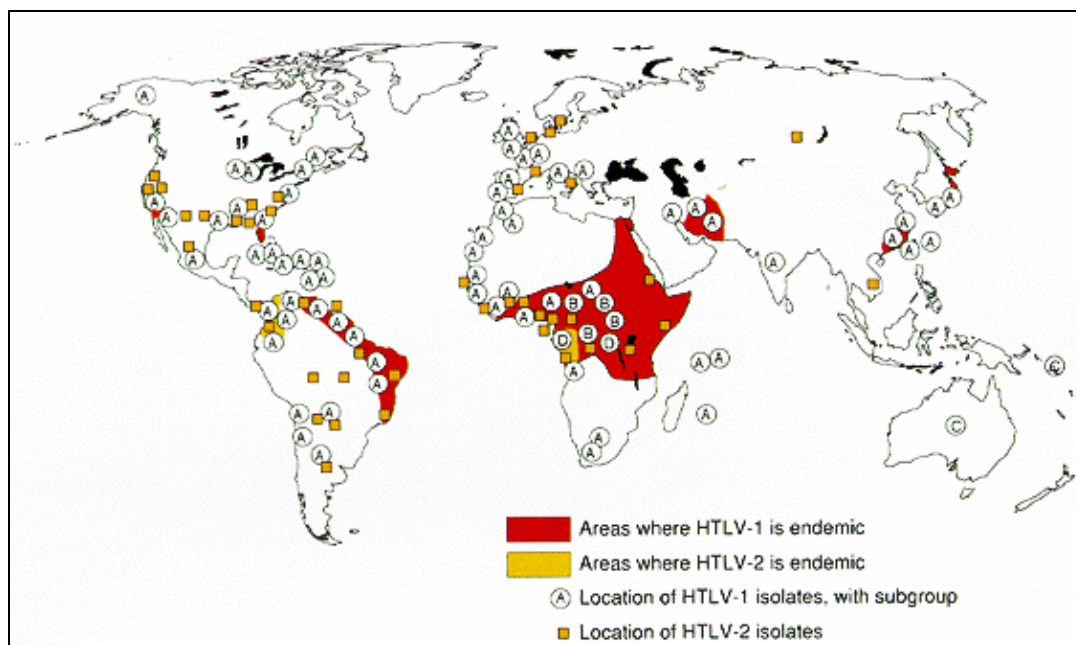 A
A
A A
A A
A
A A
A A
A A
A A A
A A
A A A A A
A A
A
A A
A A A
A
A A A
A
A
A A
A
A
A
A A
A
A
A
A
A A
A
A
A
A A
A A
A B
B
B
D
D
A
A A
A
A
A
A
A A
A
A
A A
A
A A
A A
C
C
Areas where HTLV-1 is endemic
Areas where HTLV-2 is endemic
A Location of HTLV-1 isolates, with subgroup
Location of HTLV-2 isolates